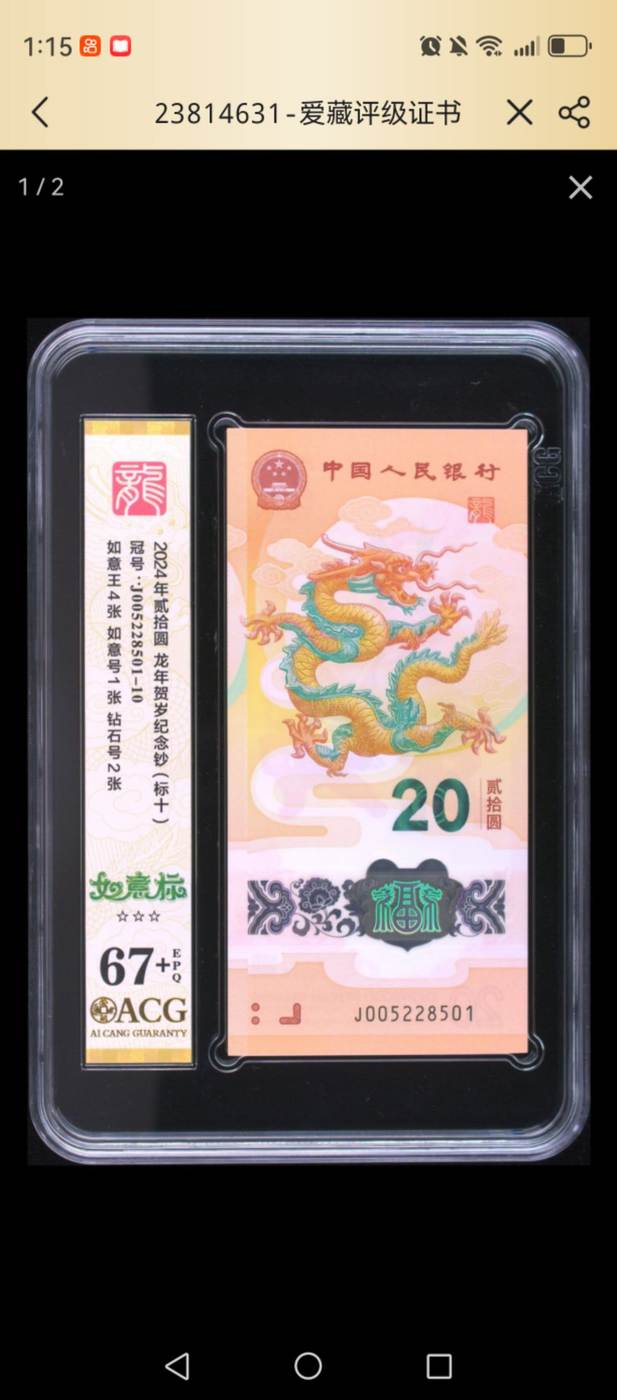 1:15
23814631-爱藏评级证书
1/2
龍
2024年贰拾圆 龙年贺岁纪念钞(标十)
冠号:J005228501-10
如意王4张 如意号1张 钻石号2张
如意标
☆☆☆
67+EPQ
ACG
AI CANG GUARANTY
中国人民银行
龍
20
贰拾圆
福
J005228501